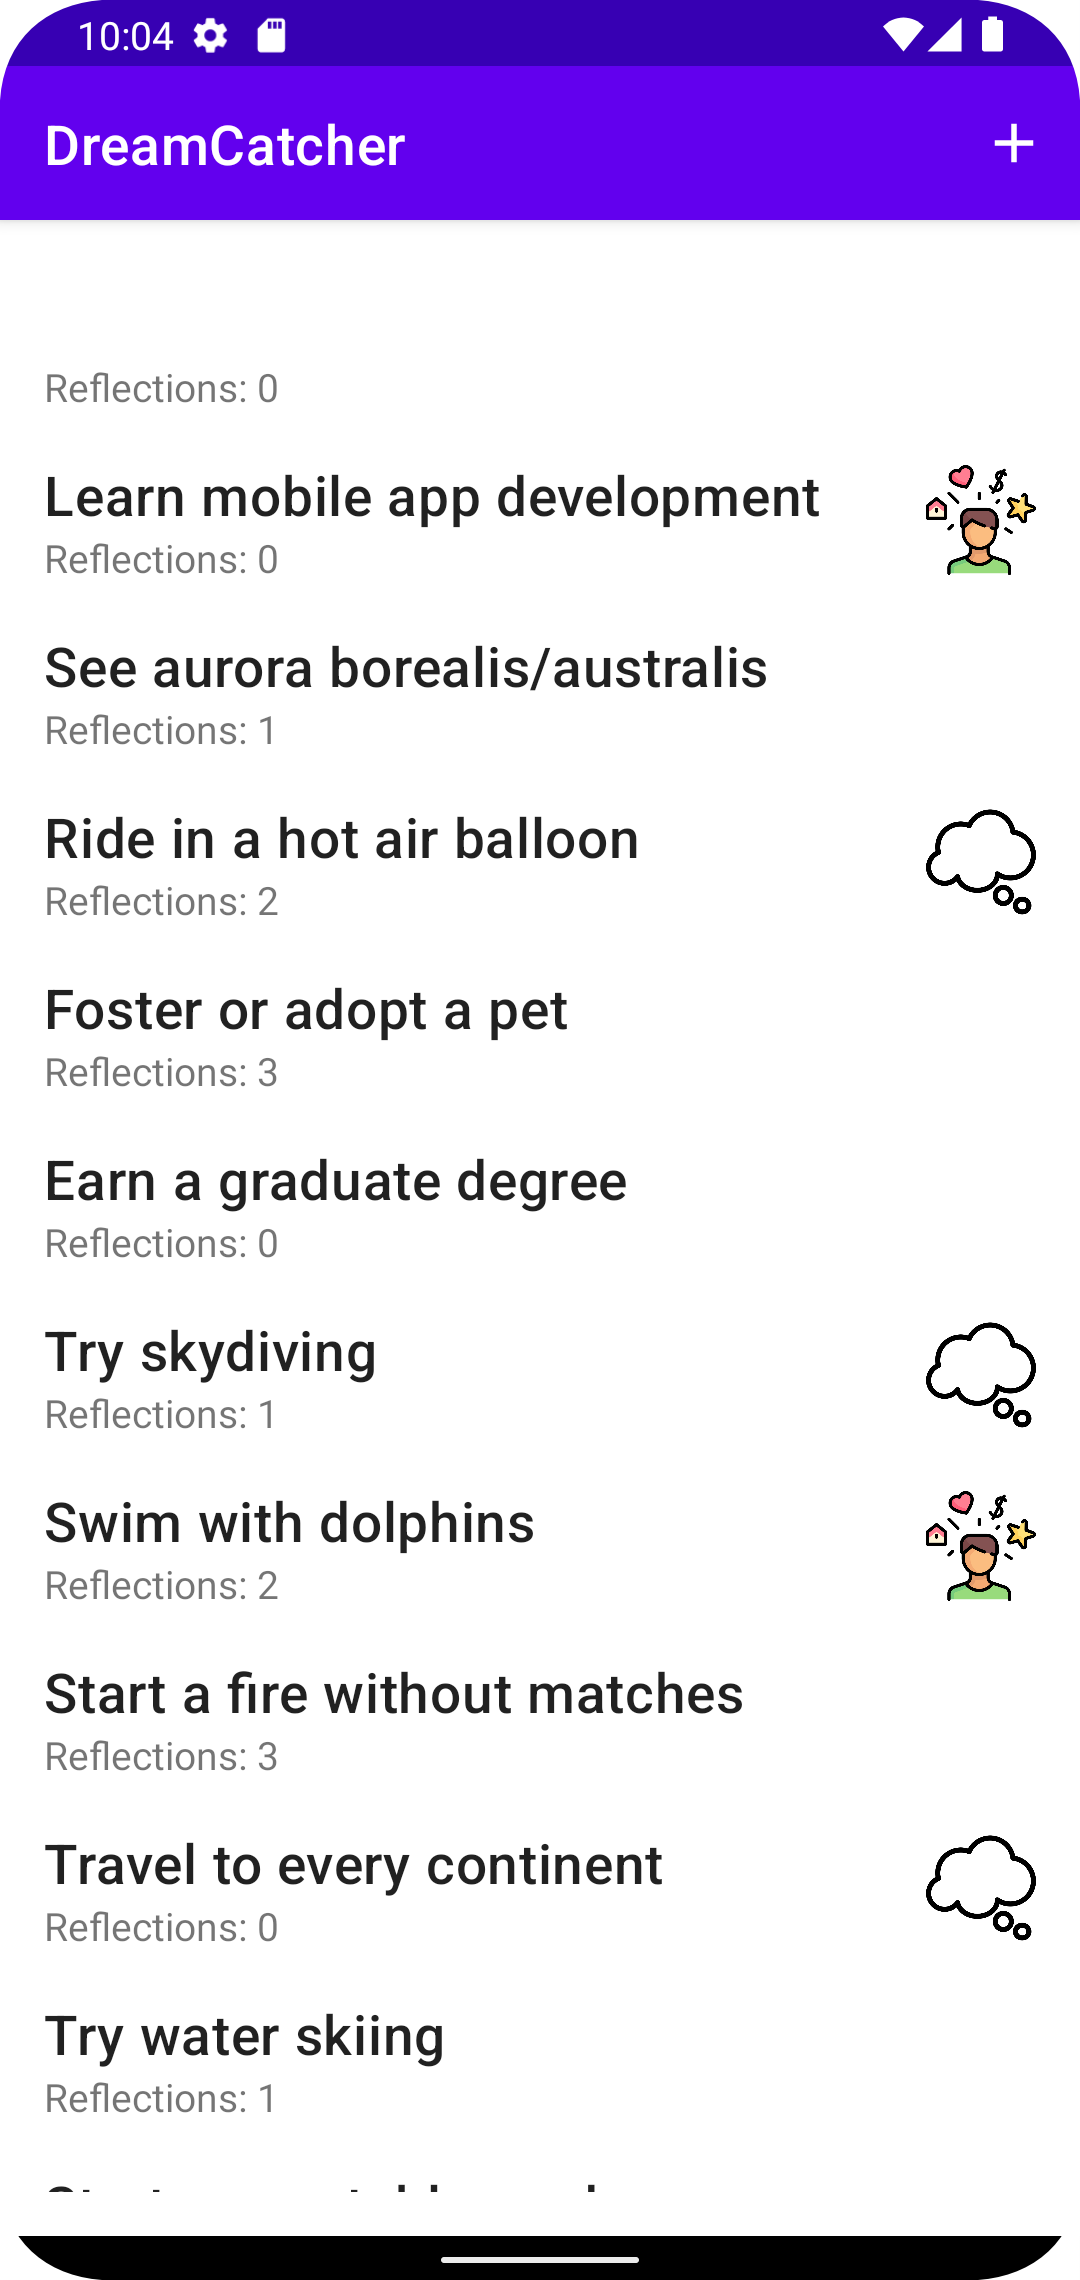 10:04
DreamCatcher +
Reflections: 0
Learn mobile app development
Reflections: 0
See aurora borealis/australis
Reflections: 1
Ride in a hot air balloon
Reflections: 2
Foster or adopt a pet
Reflections: 3
Earn a graduate degree
Reflections: 0
Try skydiving
Reflections: 1
Swim with dolphins
Reflections: 2
Start a fire without matches
Reflections: 3
Travel to every continent
Reflections: 0
Try water skiing
Reflections: 1